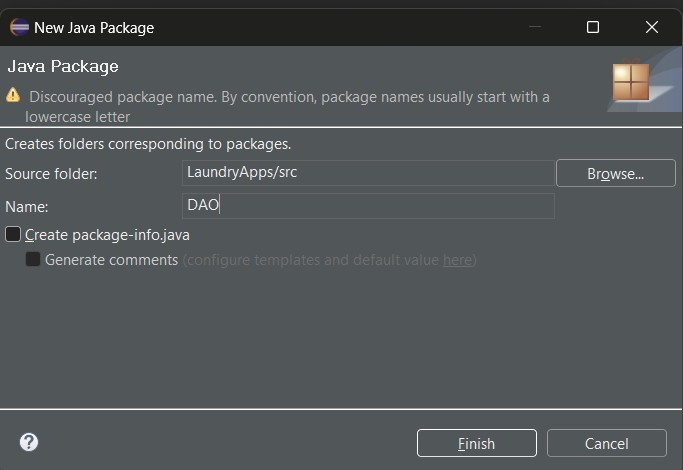 New Java Package
Java Package
Discouraged package name. By convention, package names usually start with a
lowercase letter
Creates folders corresponding to packages.
Source folder: LaundryApps/src Browse...
Name: DAO
Create package-info.java
Generate comments (configure templates and default value here)
? Finish Cancel